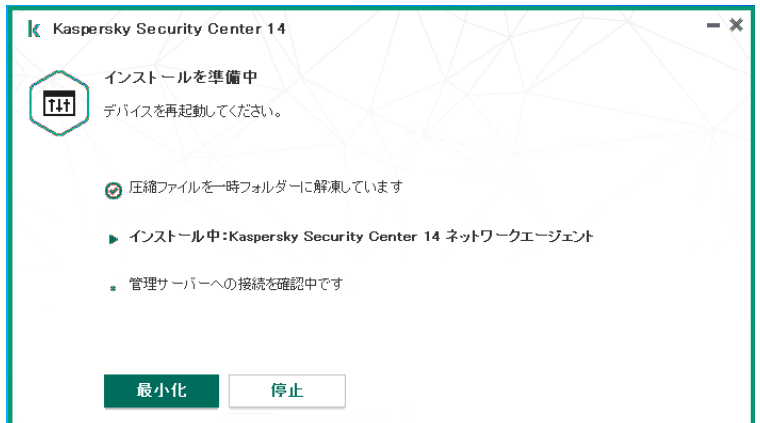 Kaspersky Security Center 14
インストールを準備中
デバイスを再起動してください。
圧縮ファイルを一時フォルダーに解凍しています
インストール中:Kaspersky Security Center 14 ネットワークエージェント
管理サーバーへの接続を確認中です
最小化
停止